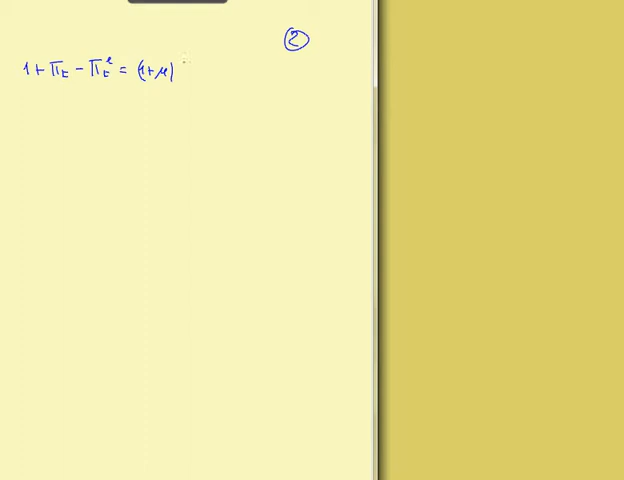 ②
1 + π_t − π_t^e = (1+μ)